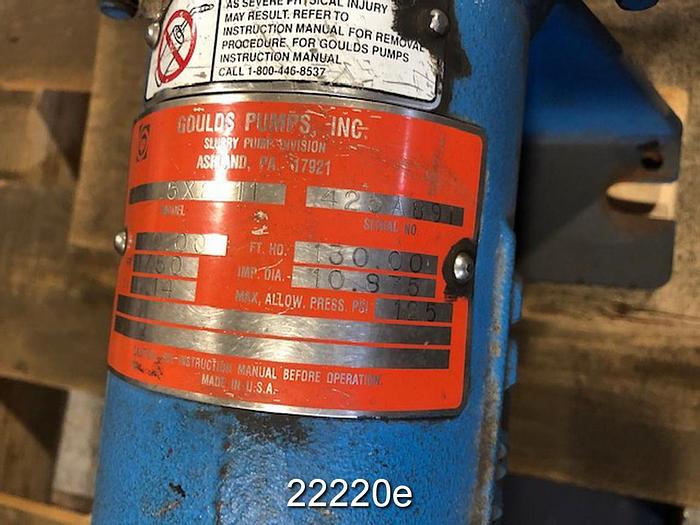 AS SEVERE PHYSICAL INJURY
MAY RESULT. REFER TO
INSTRUCTION MANUAL FOR REMOVAL
PROCEDURE. FOR GOULDS PUMPS
INSTRUCTION MANUAL
CALL 1-800-446-8537
GOULDS PUMPS, INC.
SLURRY PUMP DIVISION
ASHLAND, PA. 17921
11
MODEL SERIAL NO
FT. HD. 130.00
IMP. DIA. 10.875
14 MAX. ALLOW. PRESS. PSI 125
INSTRUCTION MANUAL BEFORE OPERATION.
MADE IN U.S.A.
22220e